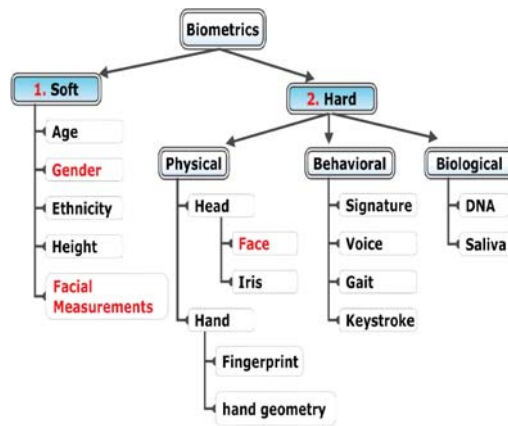 Biometrics
1. Soft
2. Hard
Age
Gender
Ethnicity
Height
Facial
Measurements
Physical
Behavioral
Biological
Head
Face
Iris
Hand
Fingerprint
hand geometry
Signature
Voice
Gait
Keystroke
DNA
Saliva